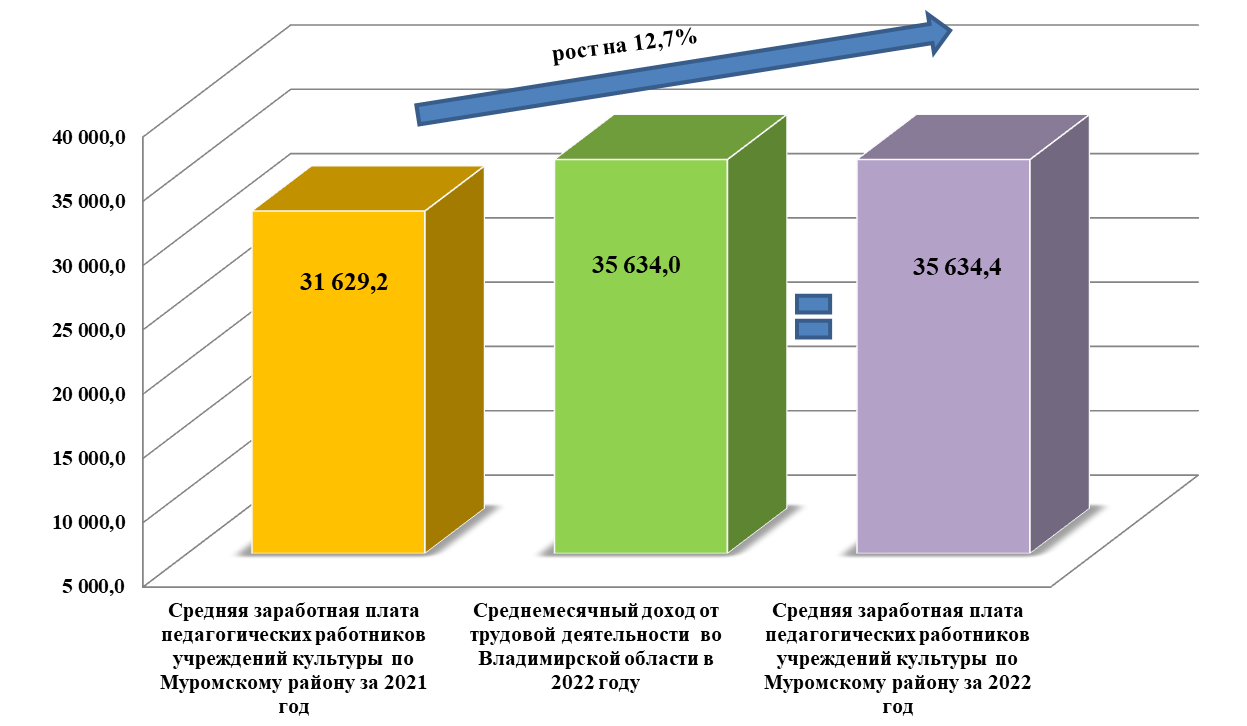 рост на 12,7%
40 000,0
35 000,0
30 000,0
25 000,0
20 000,0
15 000,0
10 000,0
5 000,0
31 629,2
35 634,0
35 634,4
Средняя заработная плата
педагогических работников
учреждений культуры по
Муромскому району за 2021
год
Среднемесячный доход от
трудовой деятельности во
Владимирской области в
2022 году
Средняя заработная плата
педагогических работников
учреждений культуры по
Муромскому району за 2022
год